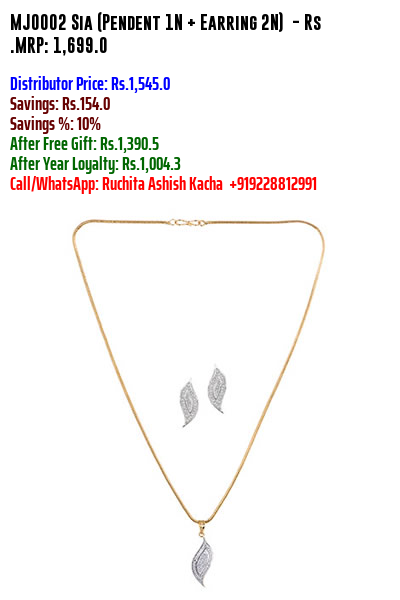 MJ0002 Sia (Pendent 1N + Earring 2N) - Rs
.MRP: 1,699.0
Distributor Price: Rs.1,545.0
Savings: Rs.154.0
Savings %: 10%
After Free Gift: Rs.1,390.5
After Year Loyalty: Rs.1,004.3
Call/WhatsApp: Ruchita Ashish Kacha +919228812991